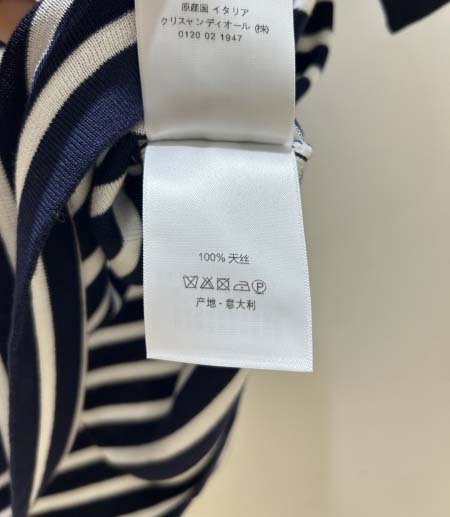 原産国 イタリア
クリスチャン ディオール (株)
0120 02 1947
100% 天丝
P
产地 - 意大利